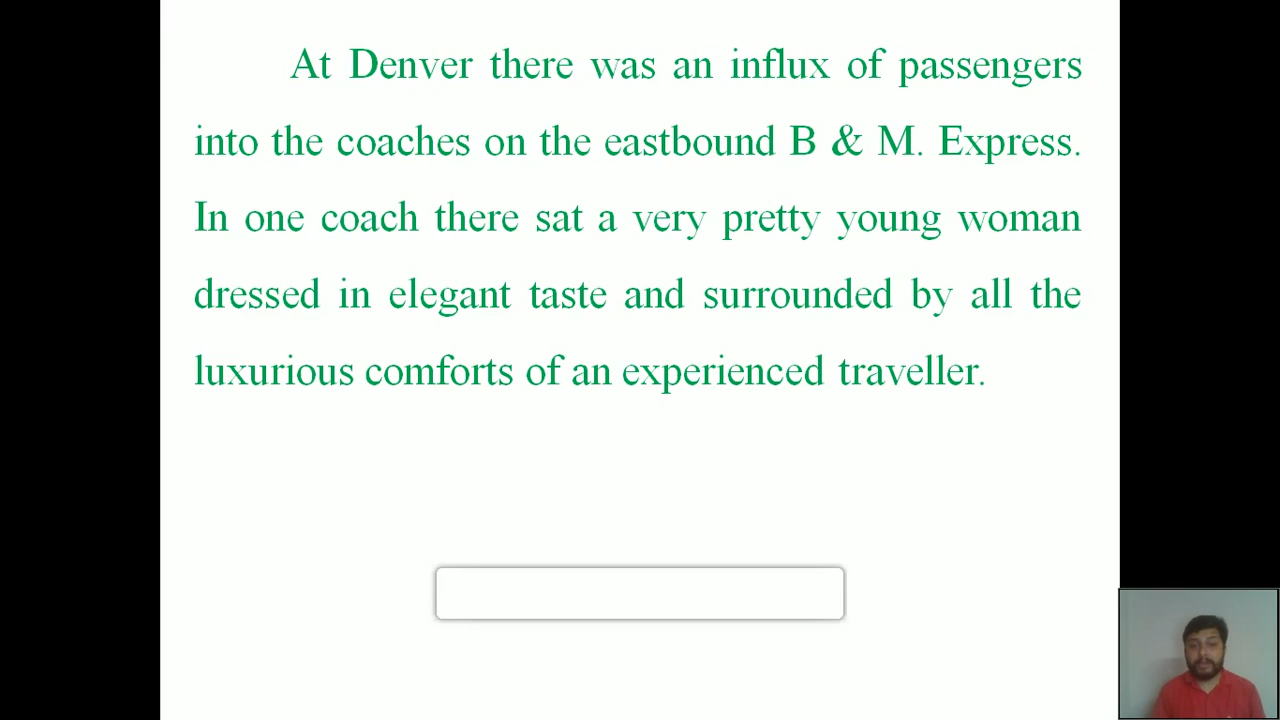 At Denver there was an influx of passengers
into the coaches on the eastbound B & M. Express.
In one coach there sat a very pretty young woman
dressed in elegant taste and surrounded by all the
luxurious comforts of an experienced traveller.